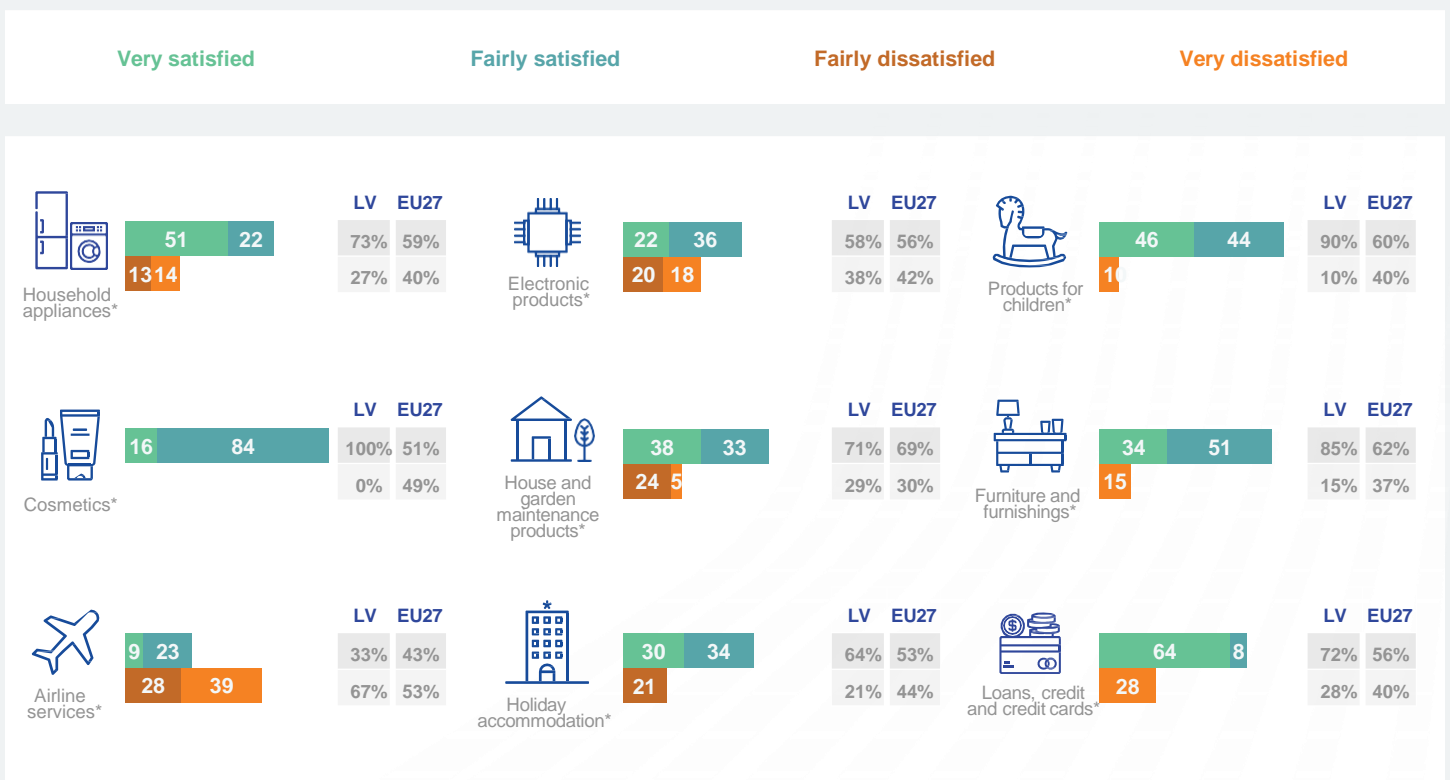 Very satisfied Fairly satisfied Fairly dissatisfied Very dissatisfied
LV EU27
51 22 73% 59%
13 14 27% 40%
Household
appliances*
LV EU27
22 36 58% 56%
20 18 38% 42%
Electronic
products*
LV EU27
46 44 90% 60%
10 10% 40%
Products for
children*
LV EU27
16 84 100% 51%
0% 49%
Cosmetics*
LV EU27
38 33 71% 69%
24 5 29% 30%
House and
garden
maintenance
products*
LV EU27
34 51 85% 62%
15 15% 37%
Furniture and
furnishings*
LV EU27
9 23 33% 43%
28 39 67% 53%
Airline
services*
LV EU27
30 34 64% 53%
21 21% 44%
Holiday
accommodation*
LV EU27
64 8 72% 56%
28 28% 40%
Loans, credit
and credit cards*